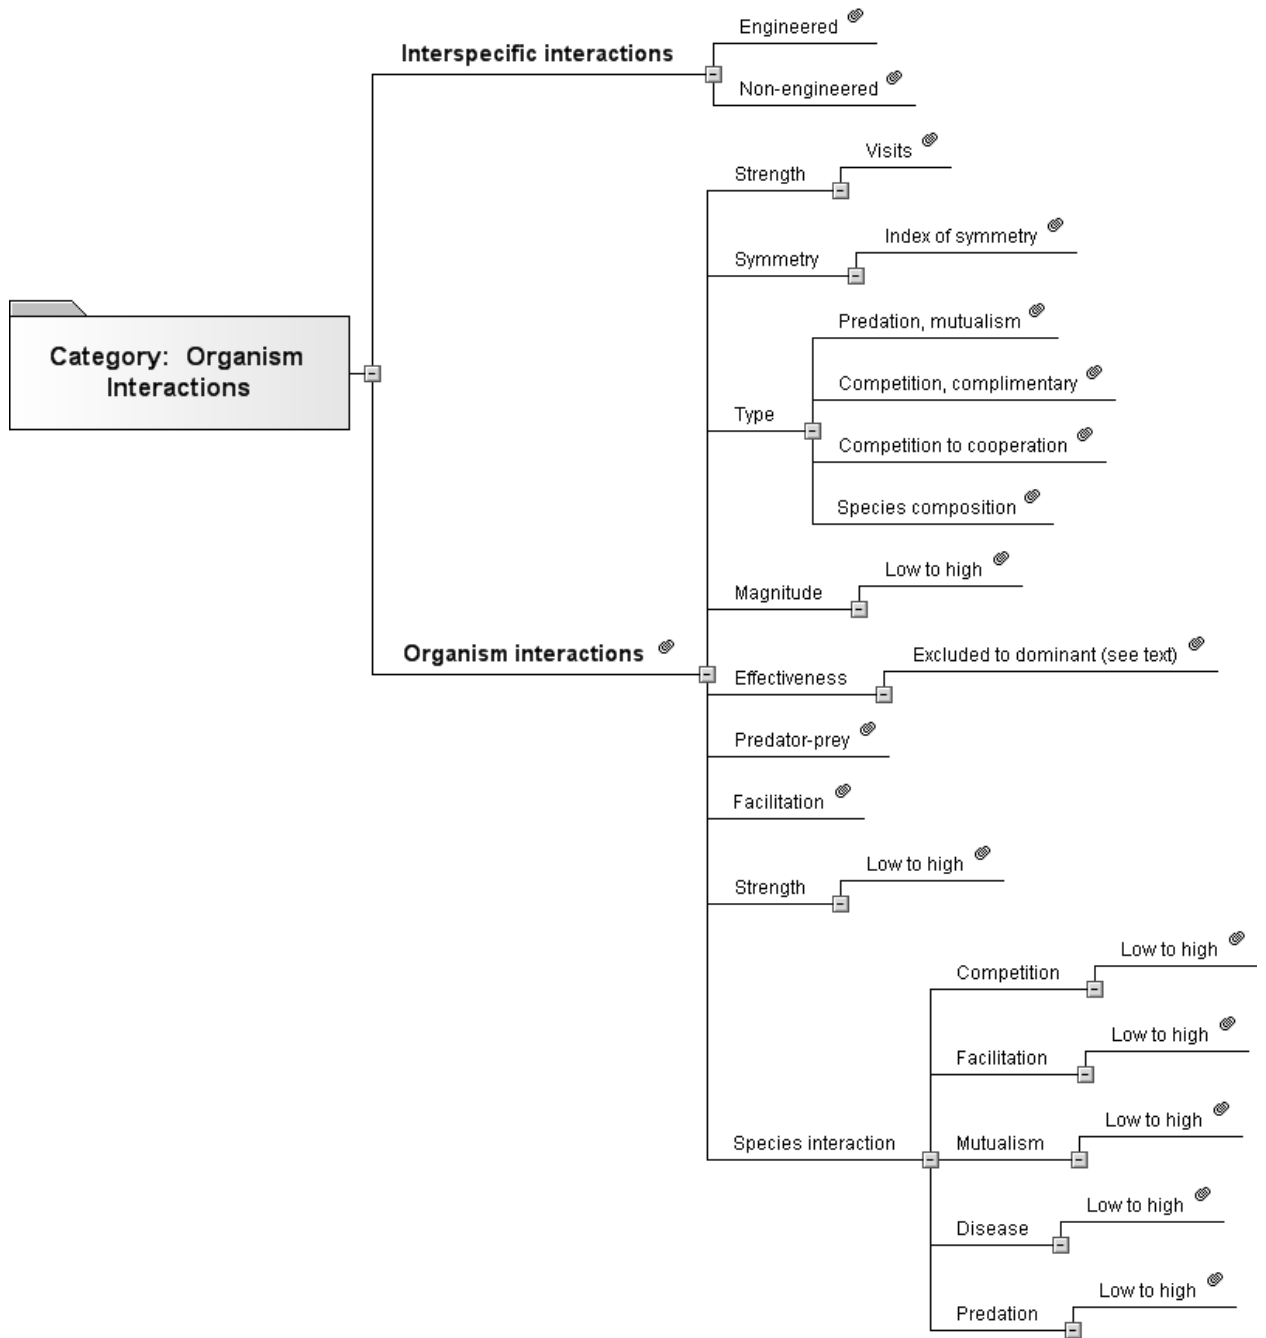 Engineered
Interspecific interactions
Non-engineered
Visits
Strength
Index of symmetry
Symmetry
Predation, mutualism
Category:  Organism
Interactions
Competition, complimentary
Type
Competition to cooperation
Species composition
Low to high
Magnitude
Organism interactions
Excluded to dominant (see text)
Effectiveness
Predator-prey
Facilitation
Low to high
Strength
Low to high
Competition
Low to high
Facilitation
Low to high
Species interaction
Mutualism
Low to high
Disease
Low to high
Predation